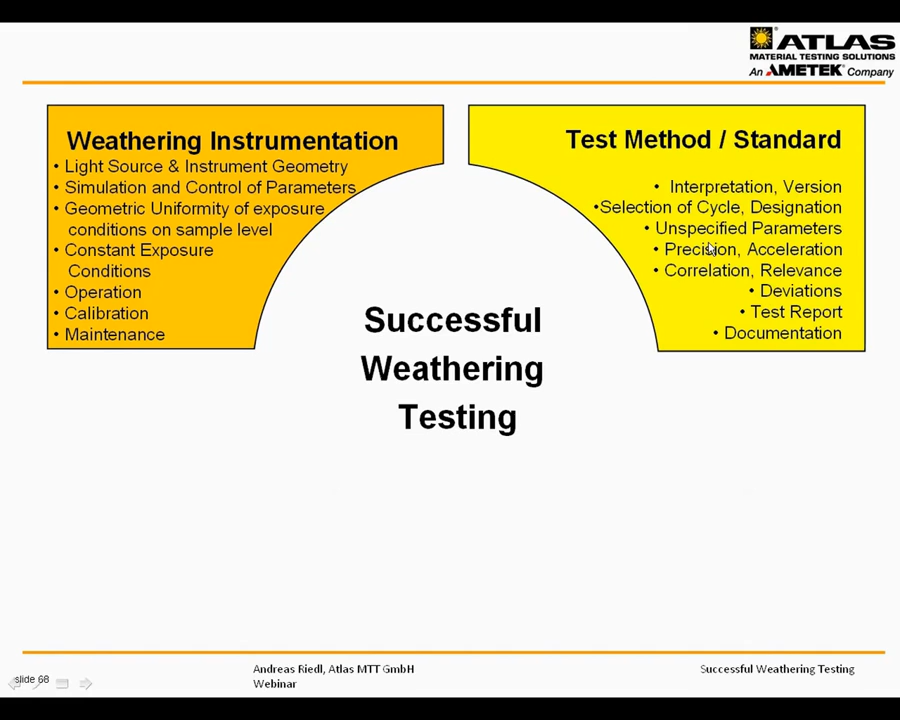 ATLAS
MATERIAL TESTING SOLUTIONS
An AMETEK Company
Weathering Instrumentation
• Light Source & Instrument Geometry
• Simulation and Control of Parameters
• Geometric Uniformity of exposure
conditions on sample level
• Constant Exposure
Conditions
• Operation
• Calibration
• Maintenance
Test Method / Standard
• Interpretation, Version
•Selection of Cycle, Designation
• Unspecified Parameters
• Precision, Acceleration
• Correlation, Relevance
• Deviations
• Test Report
• Documentation
Successful
Weathering
Testing
slide 68
Andreas Riedl, Atlas MTT GmbH
Webinar
Successful Weathering Testing